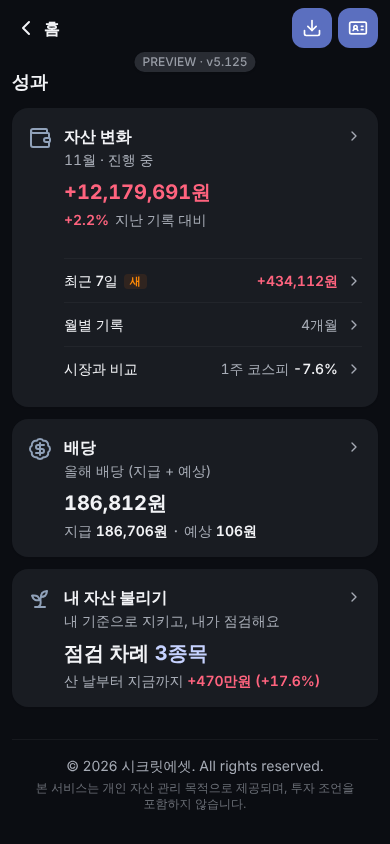 홈
PREVIEW · v5.125
성과
자산 변화
11월 · 진행 중
+12,179,691원
+2.2% 지난 기록 대비
최근 7일 새 +434,112원
월별 기록 4개월
시장과 비교 1주 코스피 -7.6%
배당
올해 배당 (지급 + 예상)
186,812원
지급 186,706원 · 예상 106원
내 자산 불리기
내 기준으로 지키고, 내가 점검해요
점검 차례 3종목
산 날부터 지금까지 +470만원 (+17.6%)
© 2026 시크릿에셋. All rights reserved.
본 서비스는 개인 자산 관리 목적으로 제공되며, 투자 조언을
포함하지 않습니다.